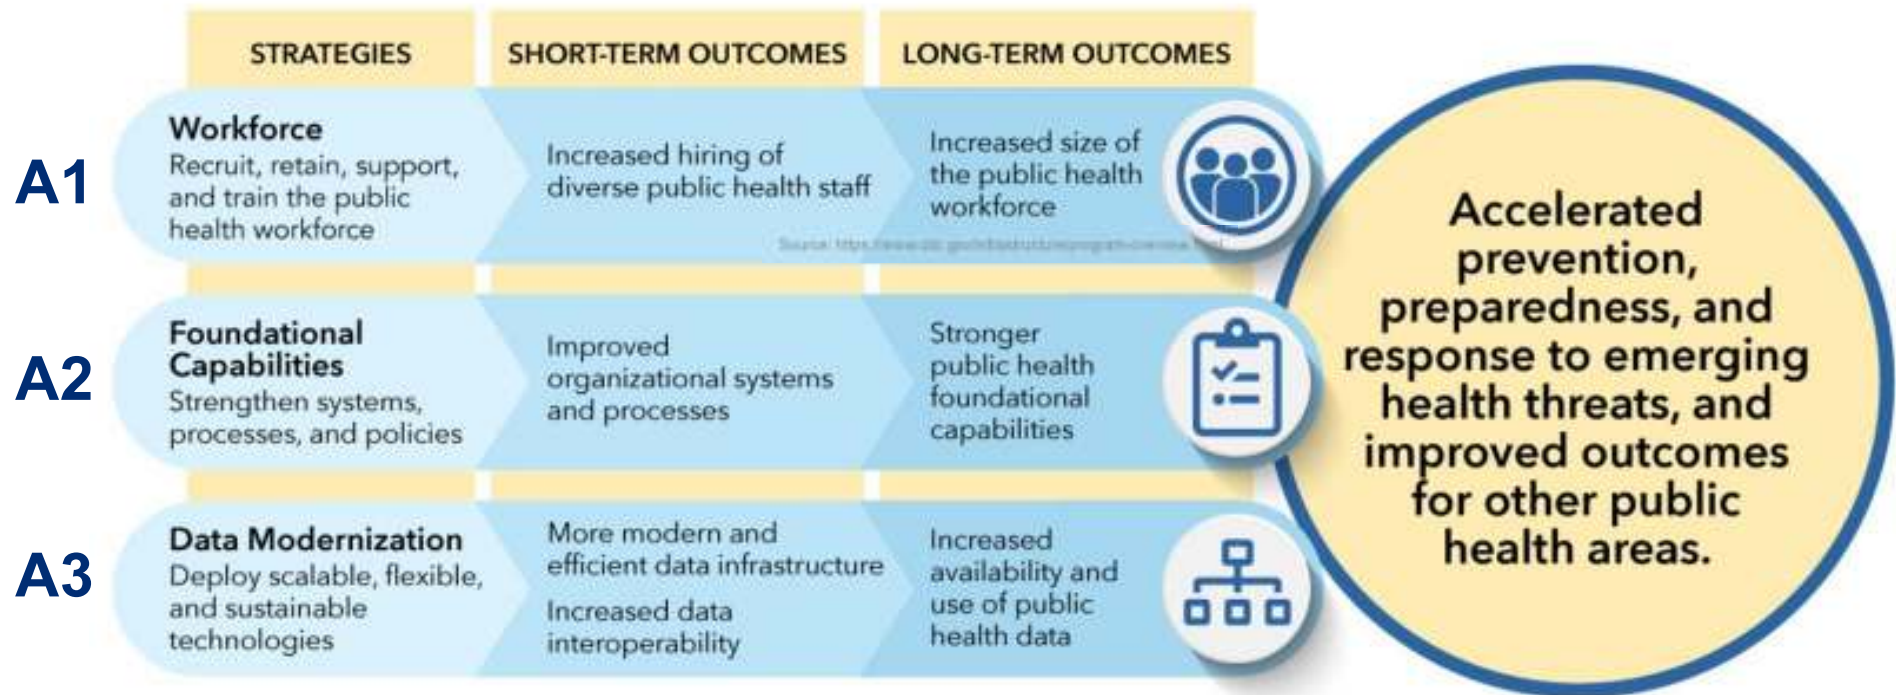 STRATEGIES
SHORT-TERM OUTCOMES
LONG-TERM OUTCOMES
A1
Workforce
Recruit, retain, support,
and train the public
health workforce
Increased hiring of
diverse public health staff
Increased size of
the public health
workforce
A2
Foundational
Capabilities
Strengthen systems,
processes, and policies
Improved
organizational systems
and processes
Stronger
public health
foundational
capabilities
A3
Data Modernization
Deploy scalable, flexible,
and sustainable
technologies
More modern and
efficient data infrastructure
Increased data
interoperability
Increased
availability and
use of public
health data
Accelerated
prevention,
preparedness, and
response to emerging
health threats, and
improved outcomes
for other public
health areas.
Source: